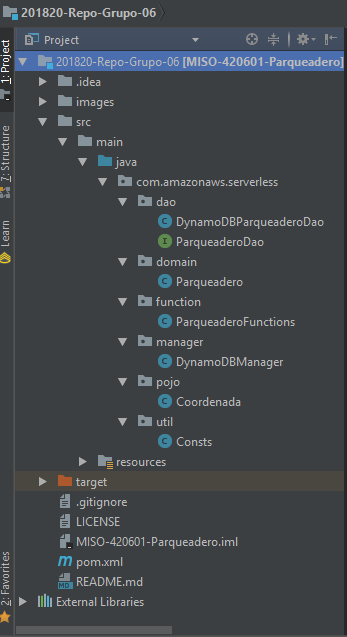 201820-Repo-Grupo-06
1: Project
7: Structure
Learn
2: Favorites
Project
201820-Repo-Grupo-06 [MISO-420601-Parqueadero]
.idea
images
src
main
java
com.amazonaws.serverless
dao
DynamoDBParqueaderoDao
ParqueaderoDao
domain
Parqueadero
function
ParqueaderoFunctions
manager
DynamoDBManager
pojo
Coordenada
util
Consts
resources
target
.gitignore
LICENSE
MISO-420601-Parqueadero.iml
pom.xml
README.md
External Libraries